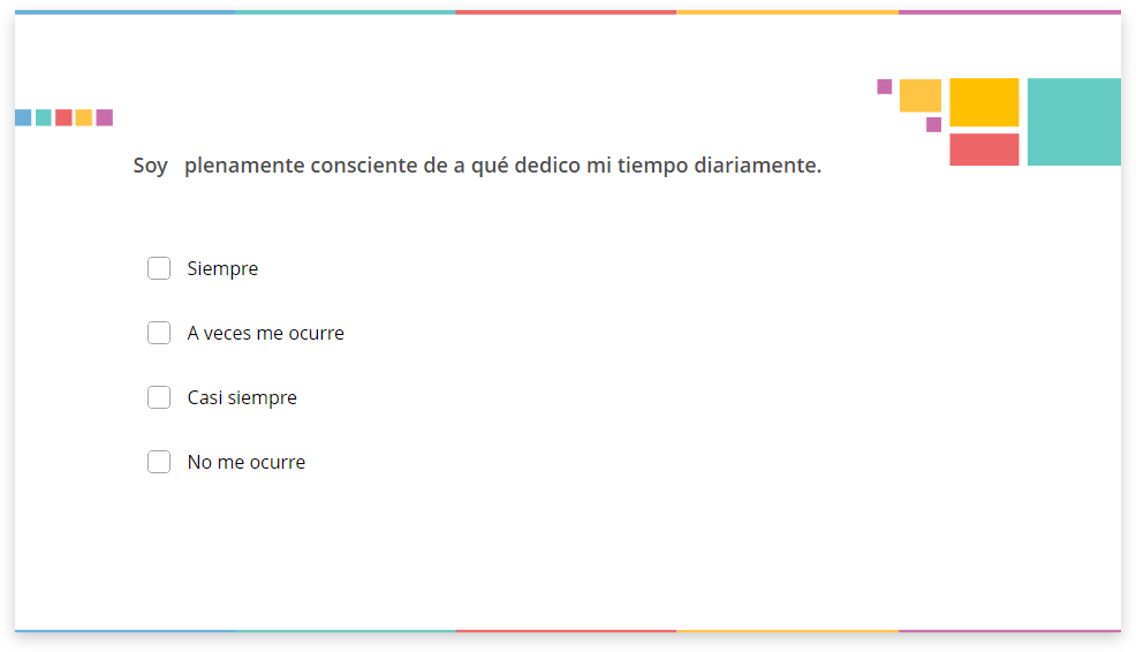 Soy plenamente consciente de a qué dedico mi tiempo diariamente.
Siempre
A veces me ocurre
Casi siempre
No me ocurre